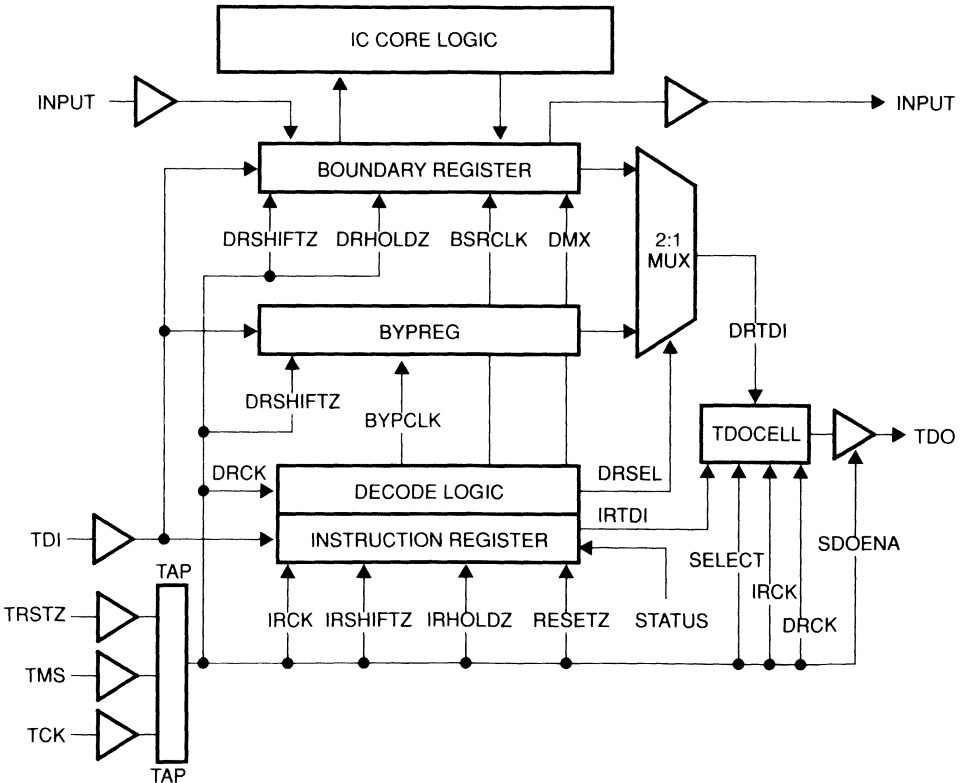 IC CORE LOGIC
INPUT
INPUT
BOUNDARY REGISTER
DRSHIFTZ
DRHOLDZ
BSRCLK
DMX
2:1
MUX
BYPREG
DRTDI
DRSHIFTZ
BYPCLK
TDOCELL
TDO
DRCK
DECODE LOGIC
DRSEL
IRTDI
TDI
INSTRUCTION REGISTER
SELECT
SDOENA
TAP
IRCK
TRSTZ
IRCK
IRSHIFTZ
IRHOLDZ
RESETZ
STATUS
DRCK
TMS
TCK
TAP